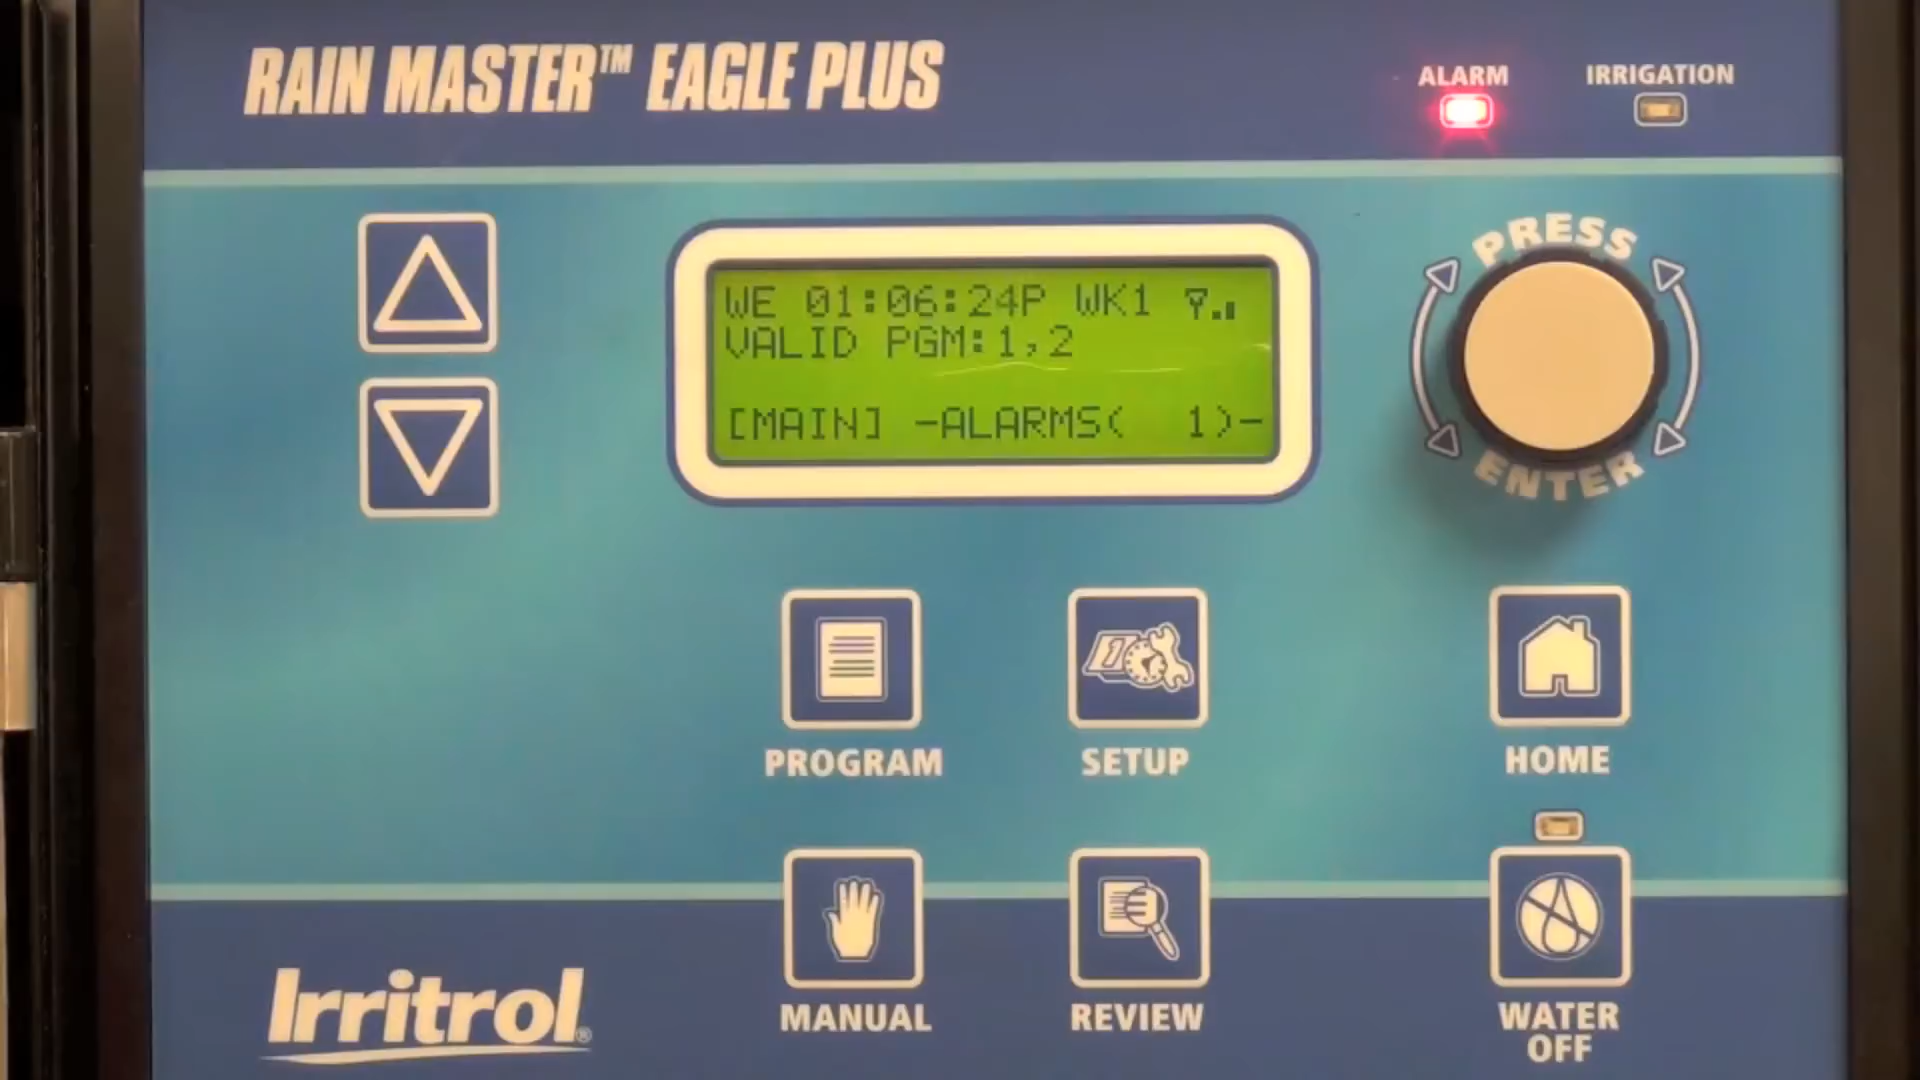 RAIN MASTER™ EAGLE PLUS
ALARM
IRRIGATION
WE 01:06:24P WK1
VALID PGM:1,2
[MAIN] -ALARMS(  1)-
PRESS
ENTER
PROGRAM
SETUP
HOME
MANUAL
REVIEW
WATER
OFF
Irritrol®